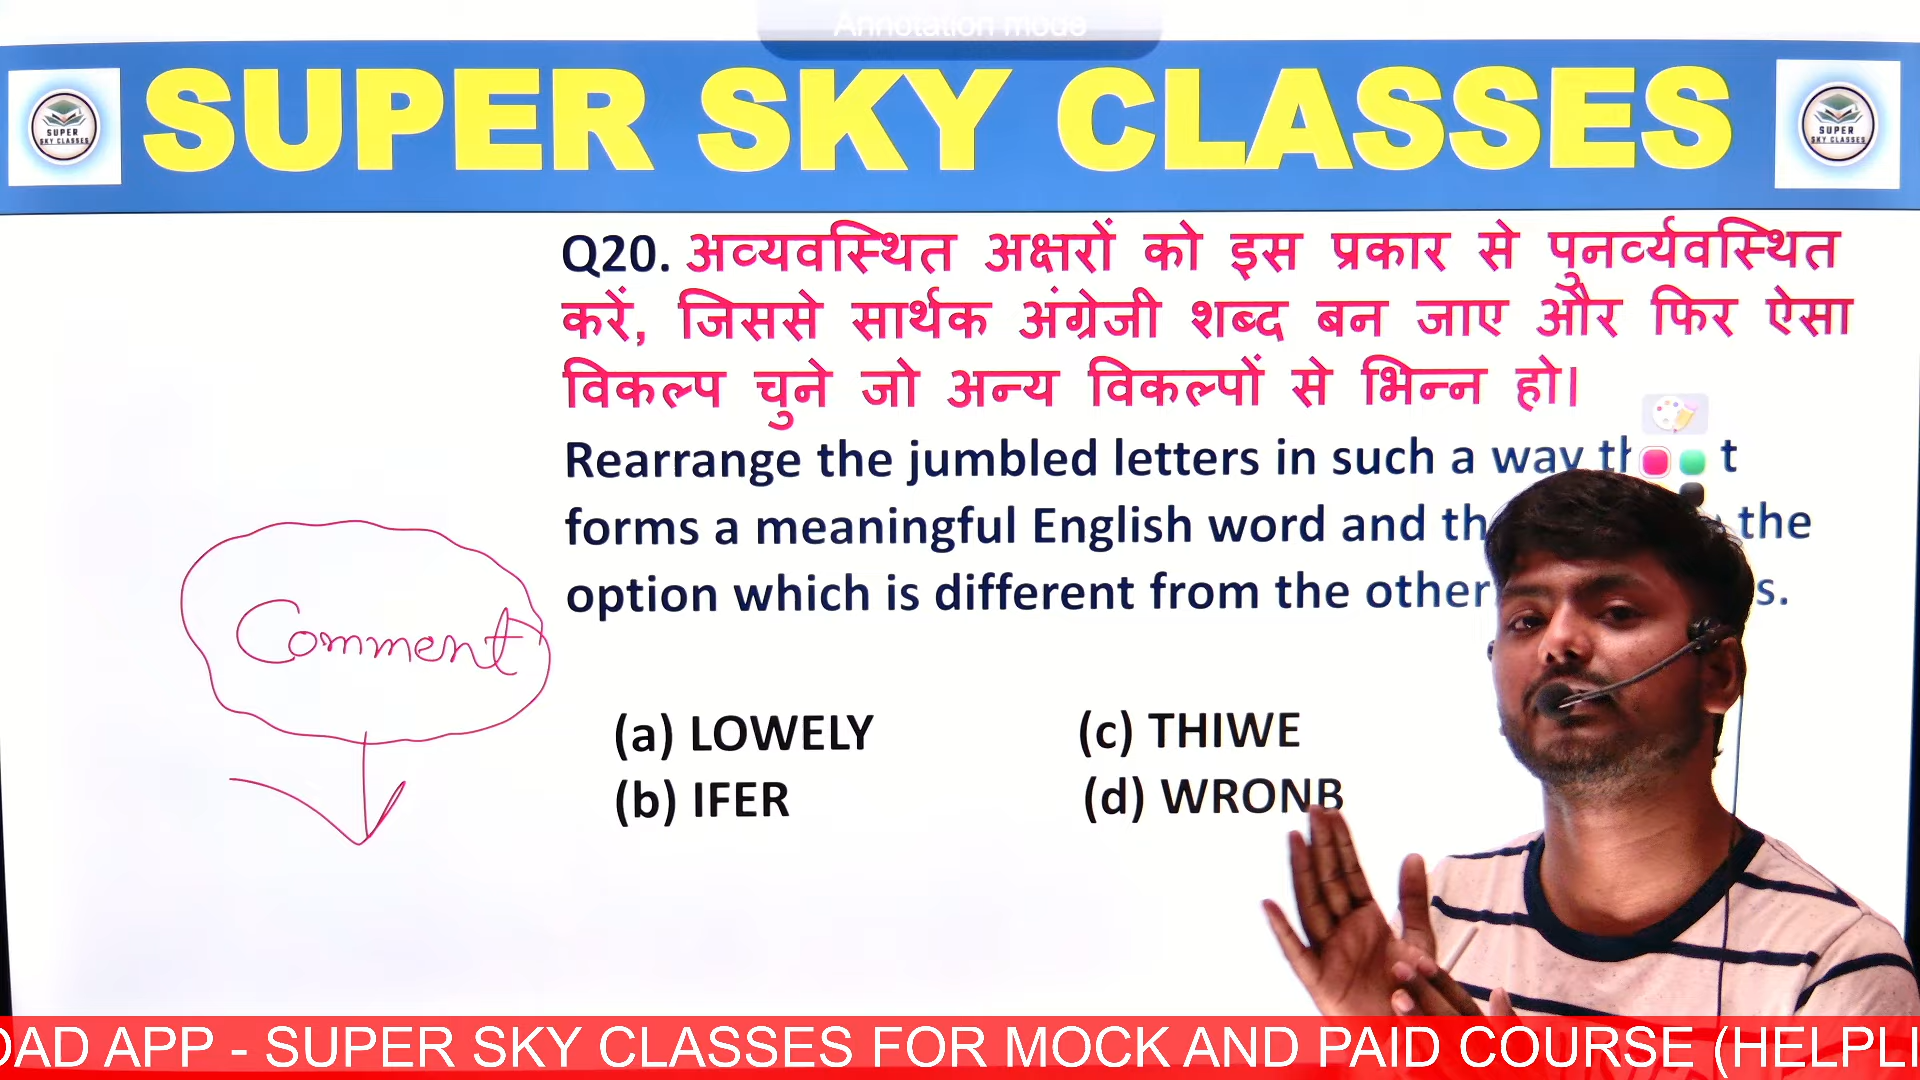 Annotation mode
SUPER SKY CLASSES
SUPER
SKY CLASSES
SUPER
SKY CLASSES
Q20. अव्यवस्थित अक्षरों को इस प्रकार से पुनर्व्यवस्थित
करें, जिससे सार्थक अंग्रेजी शब्द बन जाए और फिर ऐसा
विकल्प चुने जो अन्य विकल्पों से भिन्न हो।
Rearrange the jumbled letters in such a way
forms a meaningful English word and the
option which is different from the other
Comment
(a) LOWELY
(b) IFER
(c) THIWE
(d) WRONB
OAD APP - SUPER SKY CLASSES FOR MOCK AND PAID COURSE (HELPLI